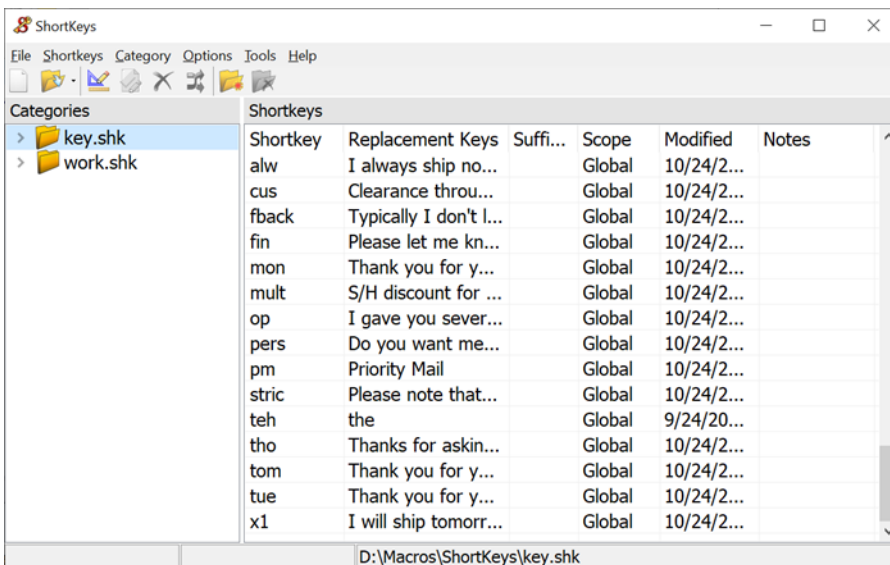 ShortKeys
File Shortkeys Category Options Tools Help
Categories
key.shk
work.shk
Shortkeys
Shortkey Replacement Keys Suffi... Scope Modified Notes
alw I always ship no... Global 10/24/2...
cus Clearance throu... Global 10/24/2...
fback Typically I don't l... Global 10/24/2...
fin Please let me kn... Global 10/24/2...
mon Thank you for y... Global 10/24/2...
mult S/H discount for ... Global 10/24/2...
op I gave you sever... Global 10/24/2...
pers Do you want me... Global 10/24/2...
pm Priority Mail Global 10/24/2...
stric Please note that... Global 10/24/2...
teh the Global 9/24/20...
tho Thanks for askin... Global 10/24/2...
tom Thank you for y... Global 10/24/2...
tue Thank you for y... Global 10/24/2...
x1 I will ship tomorr... Global 10/24/2...
D:\Macros\ShortKeys\key.shk